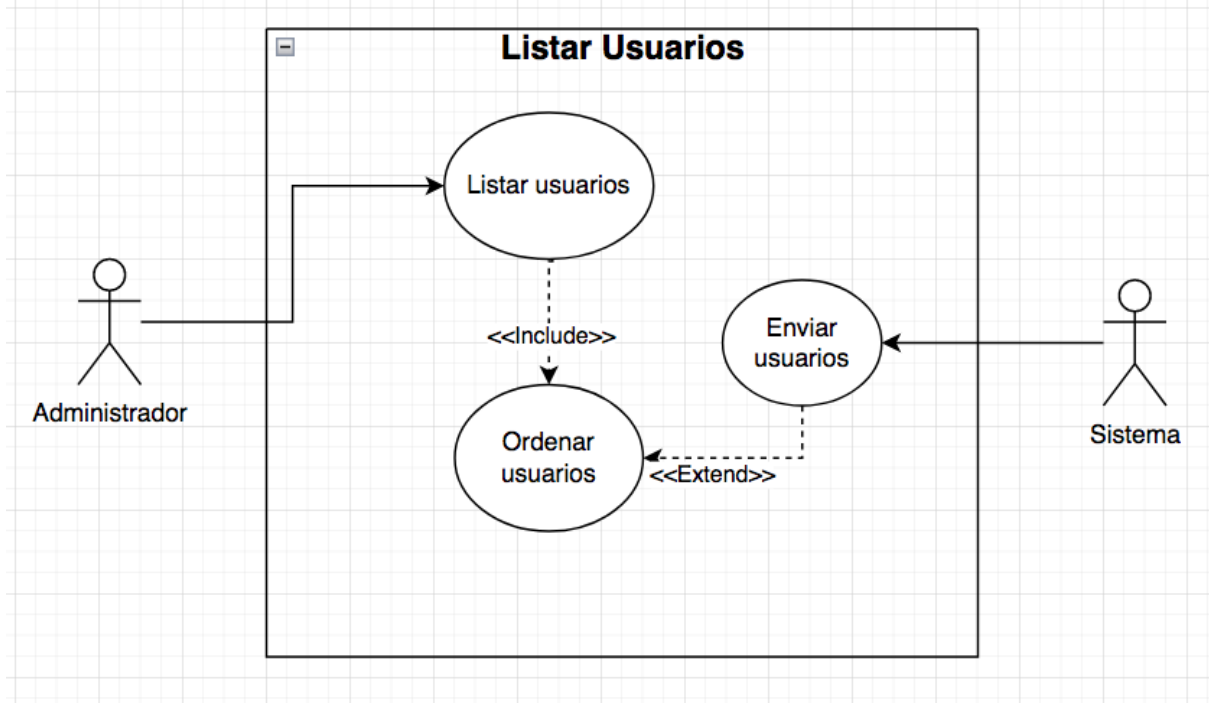 Listar Usuarios
Listar usuarios
<<Include>>
Enviar
usuarios
Administrador
Ordenar
usuarios
<<Extend>>
Sistema